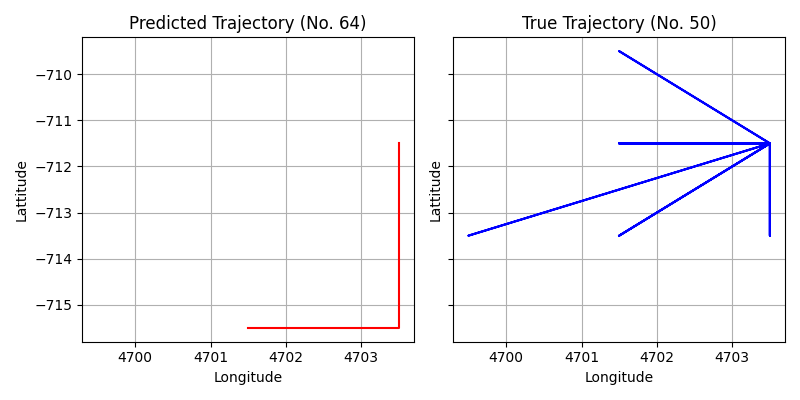 Predicted Trajectory (No. 64)
True Trajectory (No. 50)
−710
−711
−712
−713
−714
−715
Lattitude
Lattitude
4700 4701 4702 4703
4700 4701 4702 4703
Longitude
Longitude